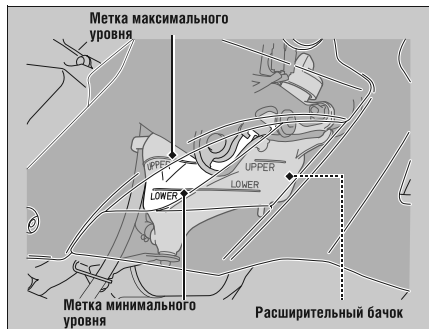 Метка максимального
уровня
UPPER
UPPER
LOWER
LOWER
Метка минимального
уровня
Расширительный бачок